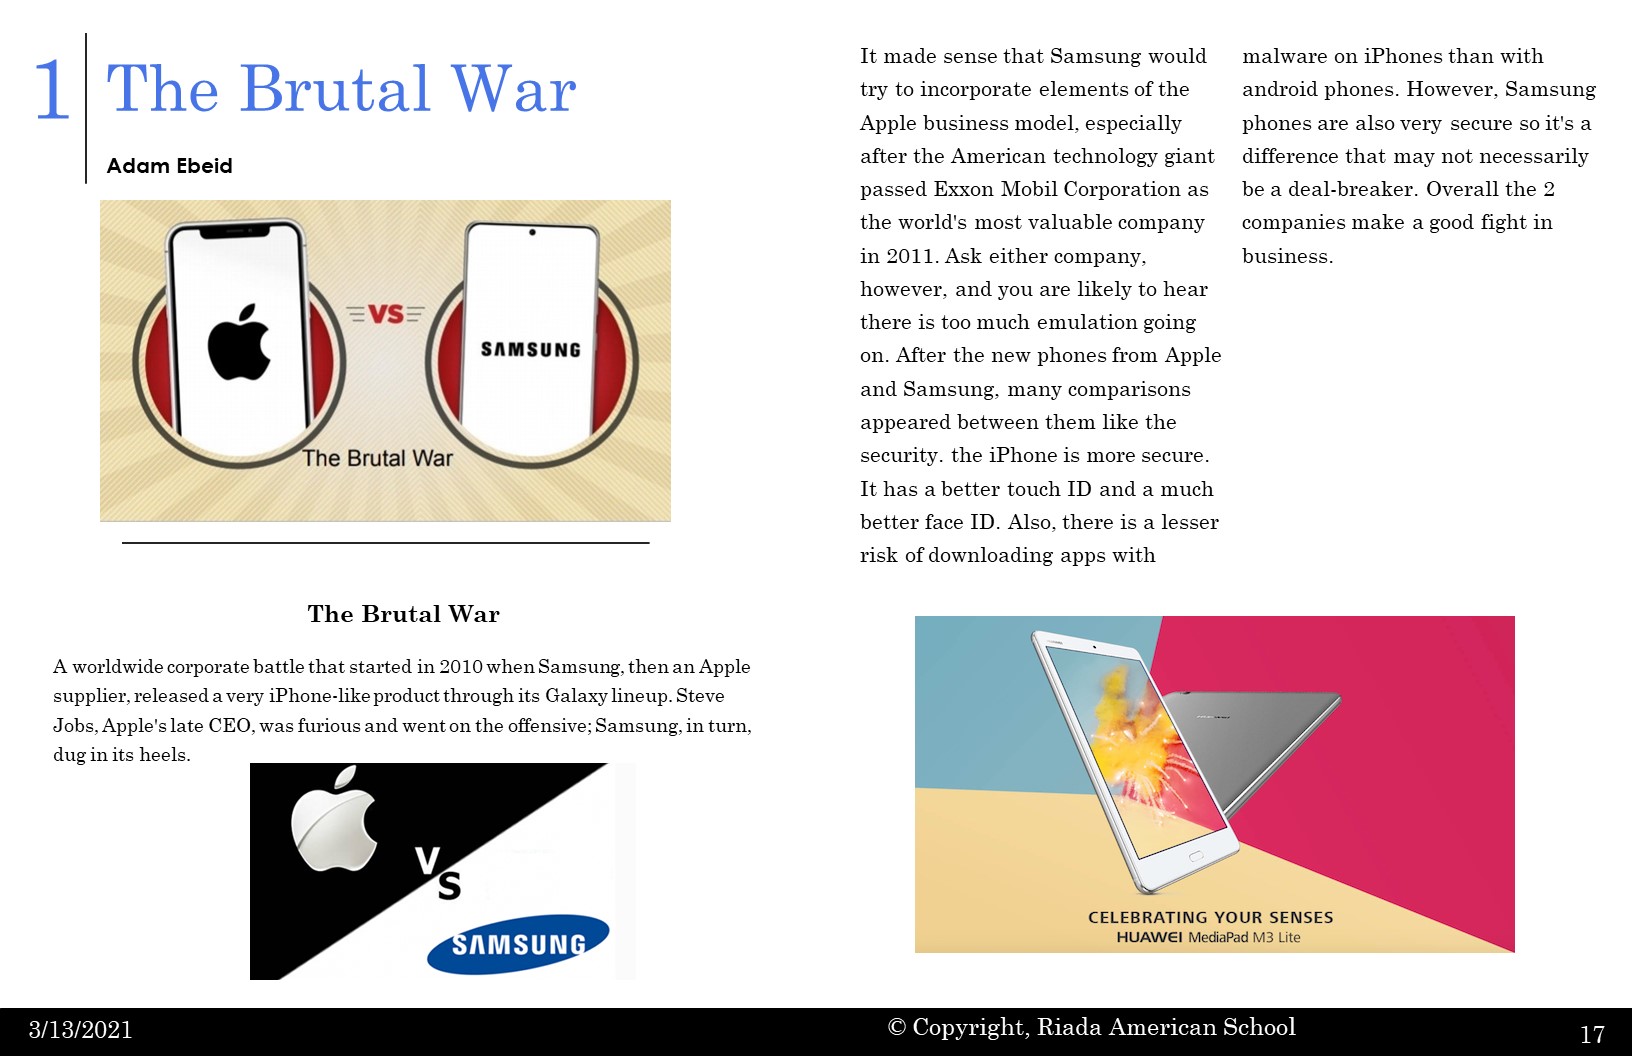 1
The Brutal War
Adam Ebeid
VS
SAMSUNG
The Brutal War
The Brutal War
A worldwide corporate battle that started in 2010 when Samsung, then an Apple
supplier, released a very iPhone-like product through its Galaxy lineup. Steve
Jobs, Apple's late CEO, was furious and went on the offensive; Samsung, in turn,
dug in its heels.
VS
SAMSUNG
It made sense that Samsung would
try to incorporate elements of the
Apple business model, especially
after the American technology giant
passed Exxon Mobil Corporation as
the world's most valuable company
in 2011. Ask either company,
however, and you are likely to hear
there is too much emulation going
on. After the new phones from Apple
and Samsung, many comparisons
appeared between them like the
security. the iPhone is more secure.
It has a better touch ID and a much
better face ID. Also, there is a lesser
risk of downloading apps with
malware on iPhones than with
android phones. However, Samsung
phones are also very secure so it's a
difference that may not necessarily
be a deal-breaker. Overall the 2
companies make a good fight in
business.
CELEBRATING YOUR SENSES
HUAWEI MediaPad M3 Lite
3/13/2021
© Copyright, Riada American School
17